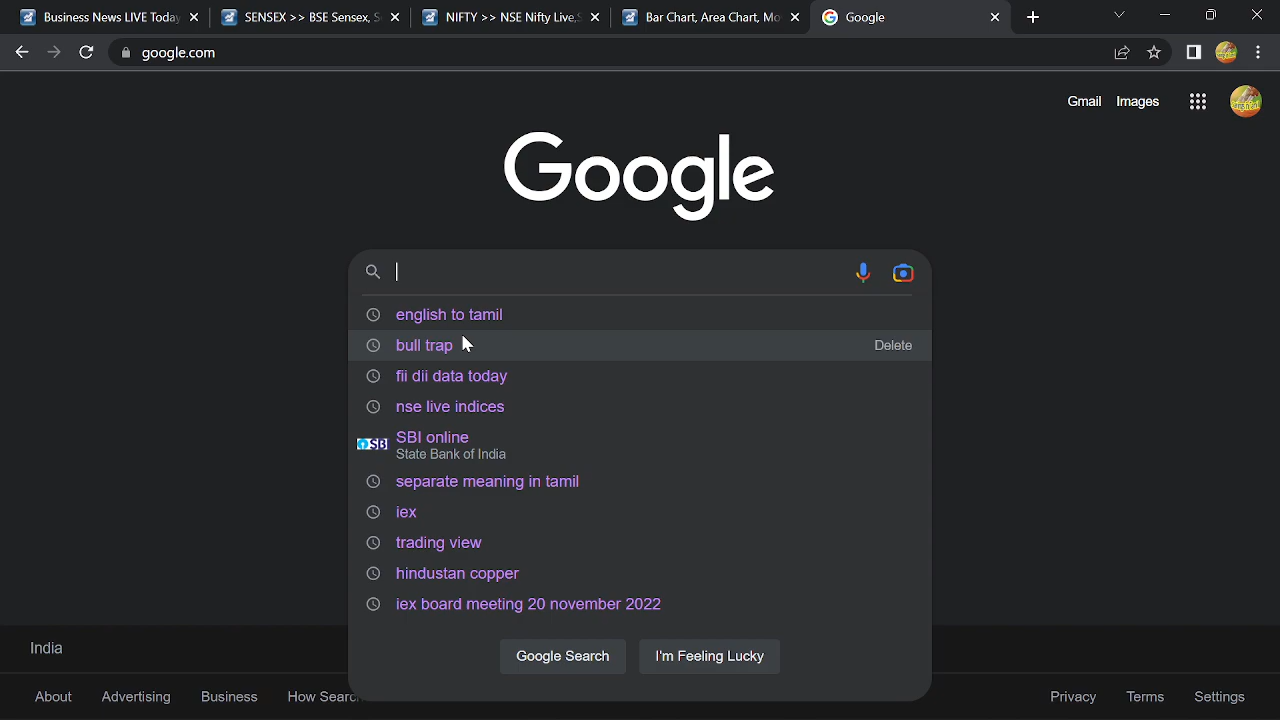 Business News LIVE Today
SENSEX >> BSE Sensex, S
NIFTY >> NSE Nifty Live, S
Bar Chart, Area Chart, Mo
Google
google.com
Gmail Images
Google
english to tamil
bull trap
Delete
fii dii data today
nse live indices
SBI SBI online
State Bank of India
separate meaning in tamil
iex
trading view
hindustan copper
iex board meeting 20 november 2022
Google Search I'm Feeling Lucky
India
About Advertising Business How Search Privacy Terms Settings